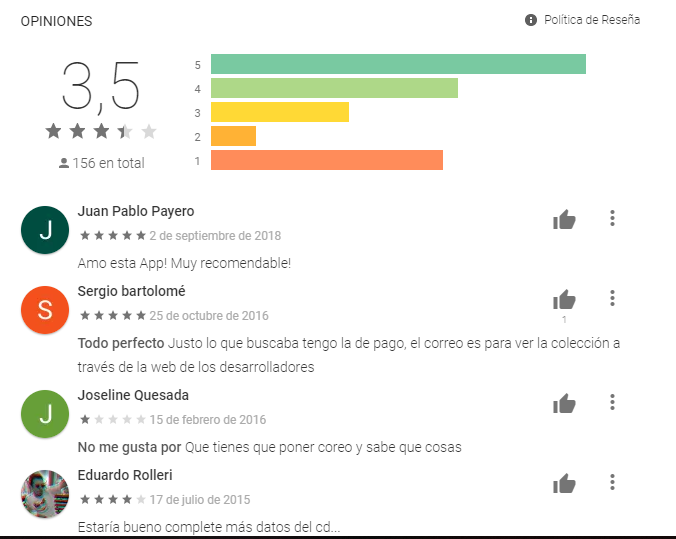 OPINIONES
Política de Reseña
3,5
156 en total
5
4
3
2
1
J
Juan Pablo Payero
2 de septiembre de 2018
Amo esta App! Muy recomendable!
S
Sergio bartolomé
25 de octubre de 2016
1
Todo perfecto Justo lo que buscaba tengo la de pago, el correo es para ver la colección a
través de la web de los desarrolladores
J
Joseline Quesada
15 de febrero de 2016
No me gusta por Que tienes que poner coreo y sabe que cosas
Eduardo Rolleri
17 de julio de 2015
Estaría bueno complete más datos del cd...